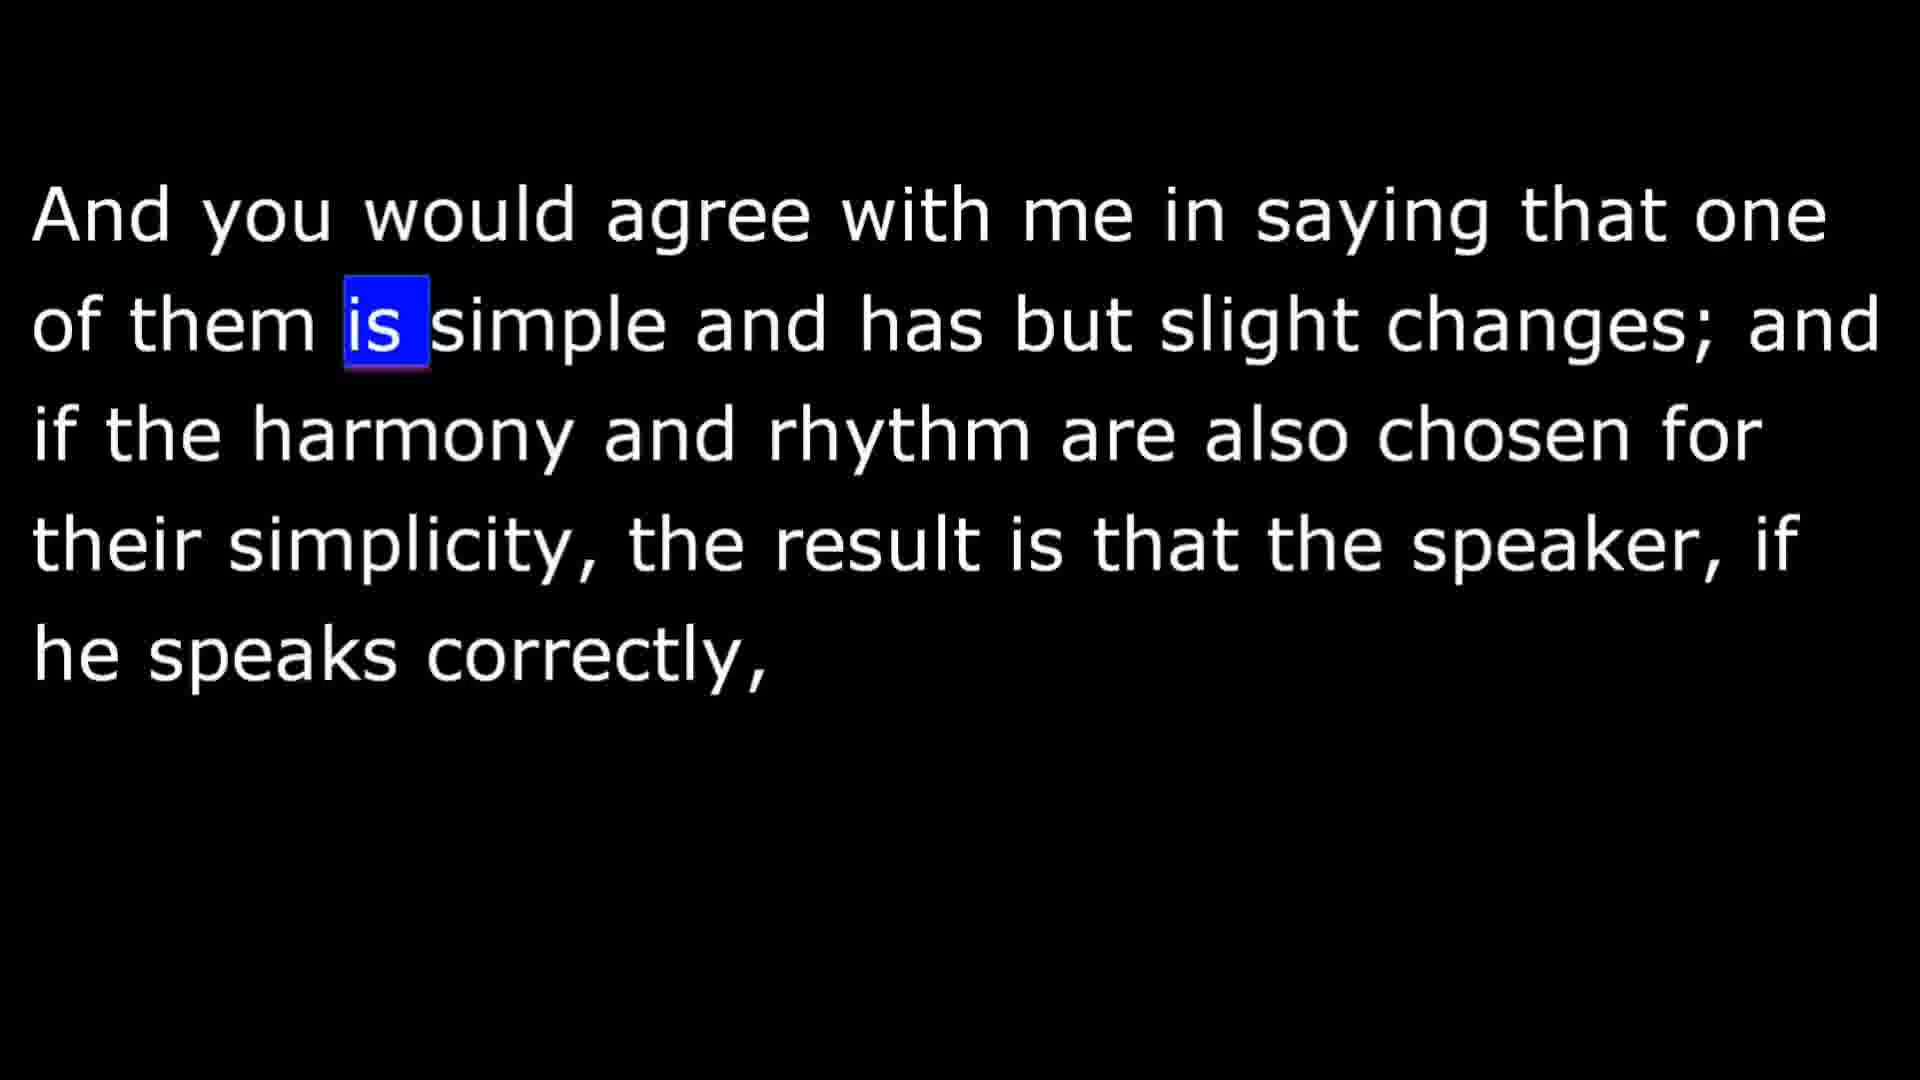 And you would agree with me in saying that one
of them is simple and has but slight changes; and
if the harmony and rhythm are also chosen for
their simplicity, the result is that the speaker, if
he speaks correctly,